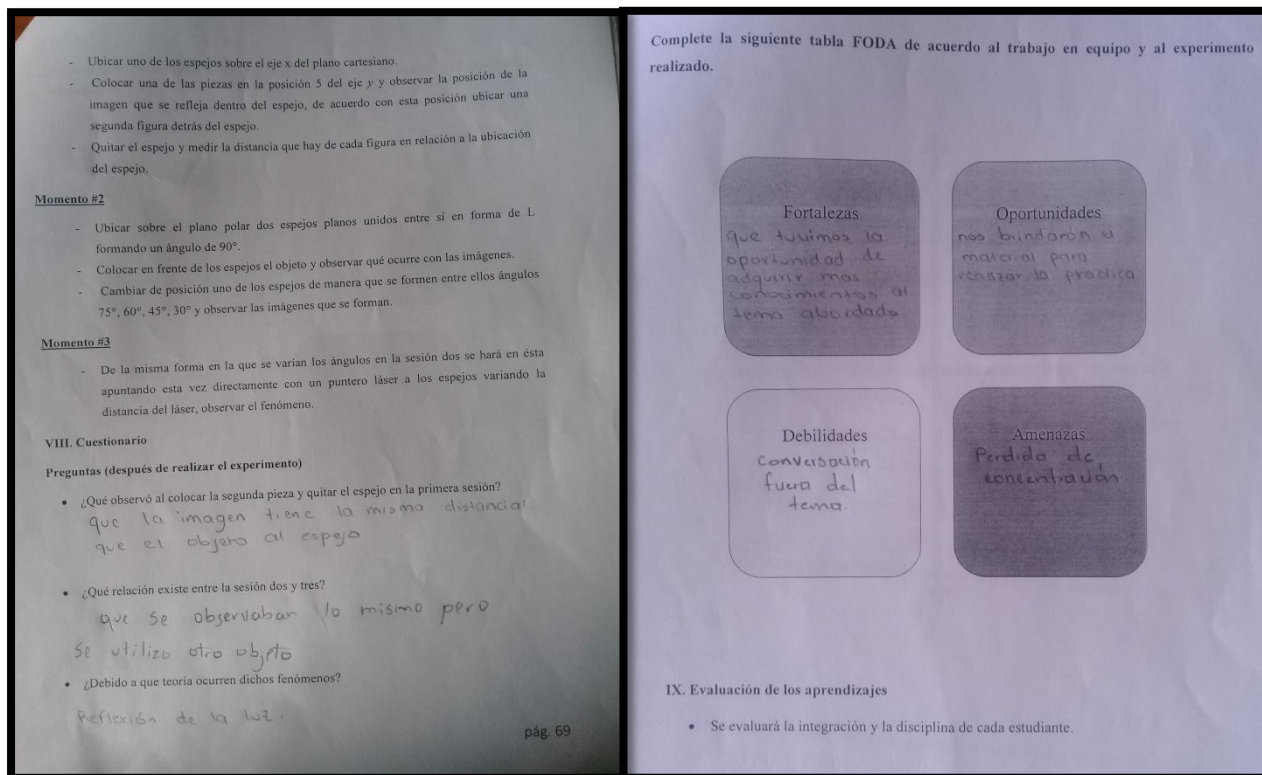 - Ubicar uno de los espejos sobre el eje x del plano cartesiano.
- Colocar una de las piezas en la posición 5 del eje y y observar la posición de la
imagen que se refleja dentro del espejo, de acuerdo con esta posición ubicar una
segunda figura detrás del espejo.
- Quitar el espejo y medir la distancia que hay de cada figura en relación a la ubicación
del espejo.
Momento #2
- Ubicar sobre el plano polar dos espejos planos unidos entre sí en forma de L
formando un ángulo de 90°.
- Colocar en frente de los espejos el objeto y observar qué ocurre con las imágenes.
- Cambiar de posición uno de los espejos de manera que se formen entre ellos ángulos
75°, 60°, 45°, 30° y observar las imágenes que se forman.
Momento #3
- De la misma forma en la que se varían los ángulos en la sesión dos se hará en ésta
apuntando esta vez directamente con un puntero láser a los espejos variando la
distancia del láser, observar el fenómeno.
VIII. Cuestionario
Preguntas (después de realizar el experimento)
• ¿Qué observó al colocar la segunda pieza y quitar el espejo en la primera sesión?
que la imagen tiene la misma distancia
que el objeto al espejo
• ¿Qué relación existe entre la sesión dos y tres?
que se observaban lo mismo pero
se utilizo otro objeto
• ¿Debido a que teoría ocurren dichos fenómenos?
Reflexión de la luz.
pág. 69
Complete la siguiente tabla FODA de acuerdo al trabajo en equipo y al experimento
realizado.
Fortalezas
que tuvimos la
oportunidad de
adquirir mas
conocimientos al
tema abordado
Oportunidades
nos brindarón el
material para
realizar la practica
Debilidades
conversación
fuera del
tema.
Amenazas
Perdida de
concentración
IX. Evaluación de los aprendizajes
• Se evaluará la integración y la disciplina de cada estudiante.